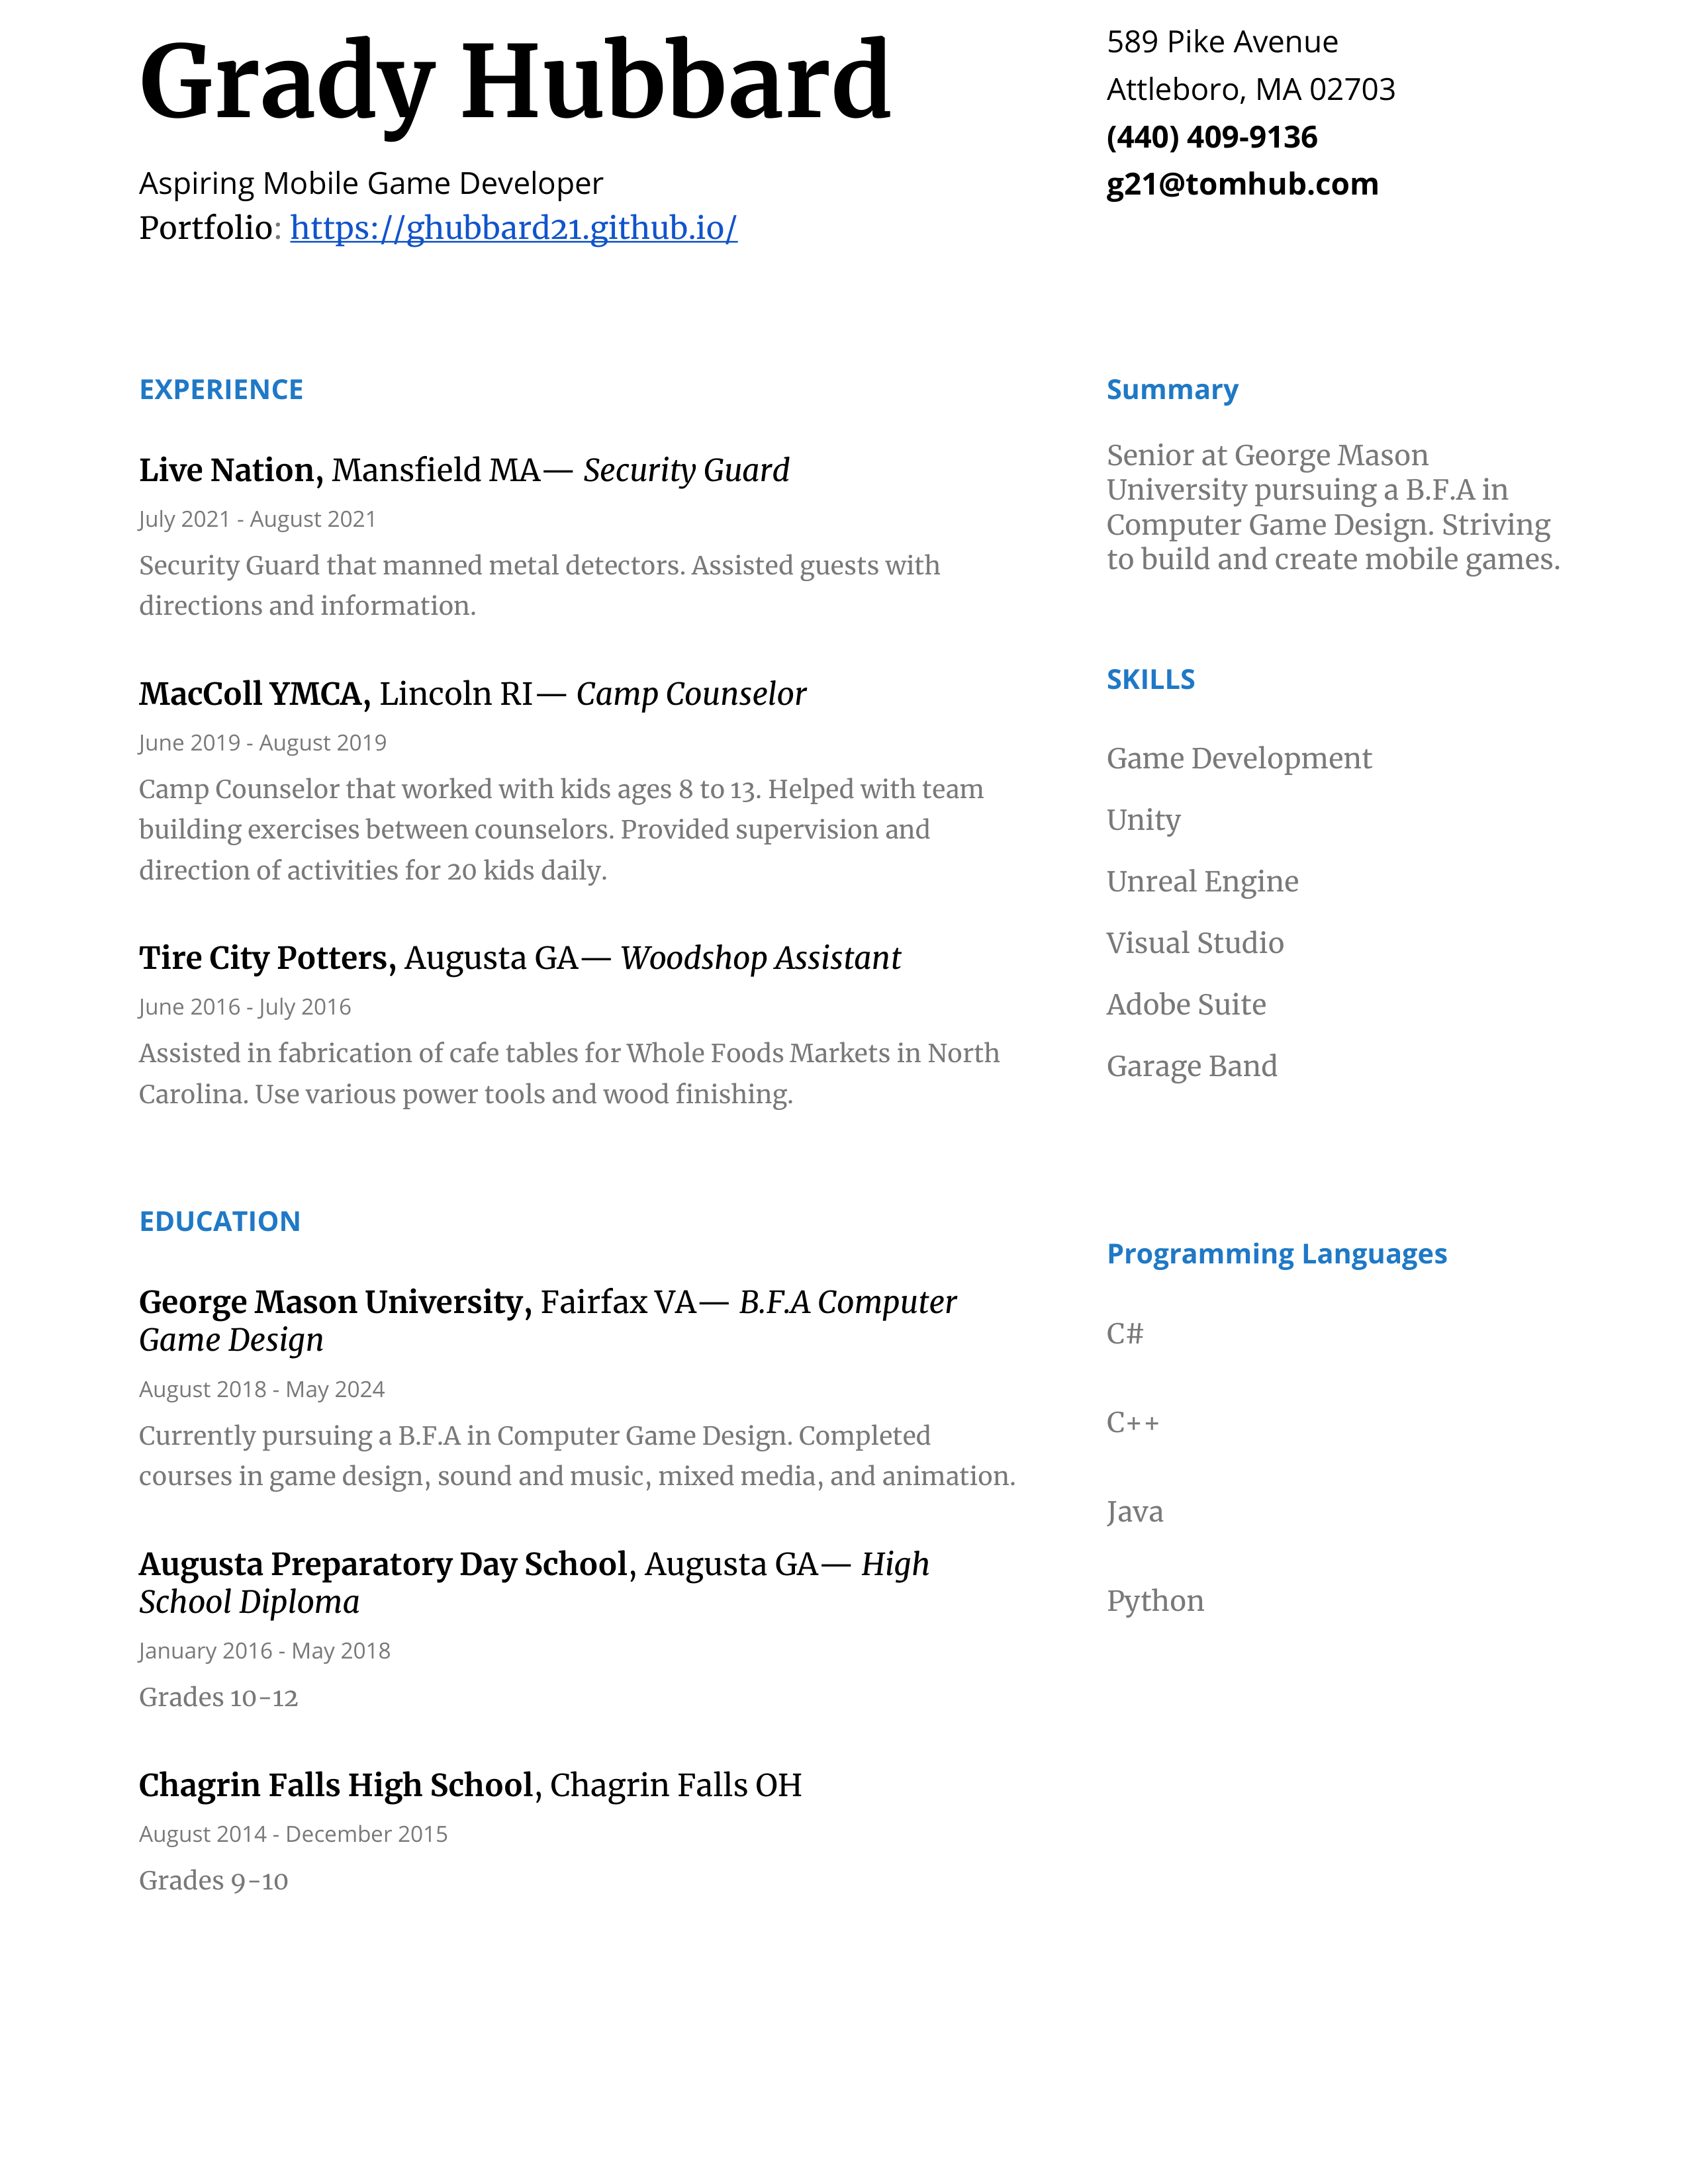 Grady Hubbard
Aspiring Mobile Game Developer
Portfolio: https://ghubbard21.github.io/
589 Pike Avenue
Attleboro, MA 02703
(440) 409-9136
g21@tomhub.com
EXPERIENCE
Live Nation, Mansfield MA— Security Guard
July 2021 - August 2021
Security Guard that manned metal detectors. Assisted guests with
directions and information.
MacColl YMCA, Lincoln RI— Camp Counselor
June 2019 - August 2019
Camp Counselor that worked with kids ages 8 to 13. Helped with team
building exercises between counselors. Provided supervision and
direction of activities for 20 kids daily.
Tire City Potters, Augusta GA— Woodshop Assistant
June 2016 - July 2016
Assisted in fabrication of cafe tables for Whole Foods Markets in North
Carolina. Use various power tools and wood finishing.
EDUCATION
George Mason University, Fairfax VA— B.F.A Computer
Game Design
August 2018 - May 2024
Currently pursuing a B.F.A in Computer Game Design. Completed
courses in game design, sound and music, mixed media, and animation.
Augusta Preparatory Day School, Augusta GA— High
School Diploma
January 2016 - May 2018
Grades 10-12
Chagrin Falls High School, Chagrin Falls OH
August 2014 - December 2015
Grades 9-10
Summary
Senior at George Mason
University pursuing a B.F.A in
Computer Game Design. Striving
to build and create mobile games.
SKILLS
Game Development
Unity
Unreal Engine
Visual Studio
Adobe Suite
Garage Band
Programming Languages
C#
C++
Java
Python